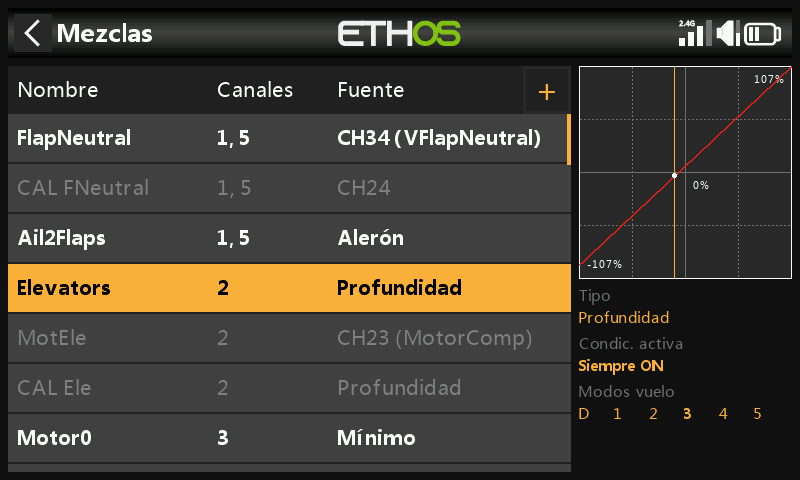 Mezclas
ETHOS
2.4G
Nombre Canales Fuente +
FlapNeutral 1, 5 CH34 (VFlapNeutral)
CAL FNeutral 1, 5 CH24
Ail2Flaps 1, 5 Alerón
Elevators 2 Profundidad
MotEle 2 CH23 (MotorComp)
CAL Ele 2 Profundidad
Motor0 3 Mínimo
107%
0%
-107%
Tipo
Profundidad
Condic. activa
Siempre ON
Modos vuelo
D 1 2 3 4 5